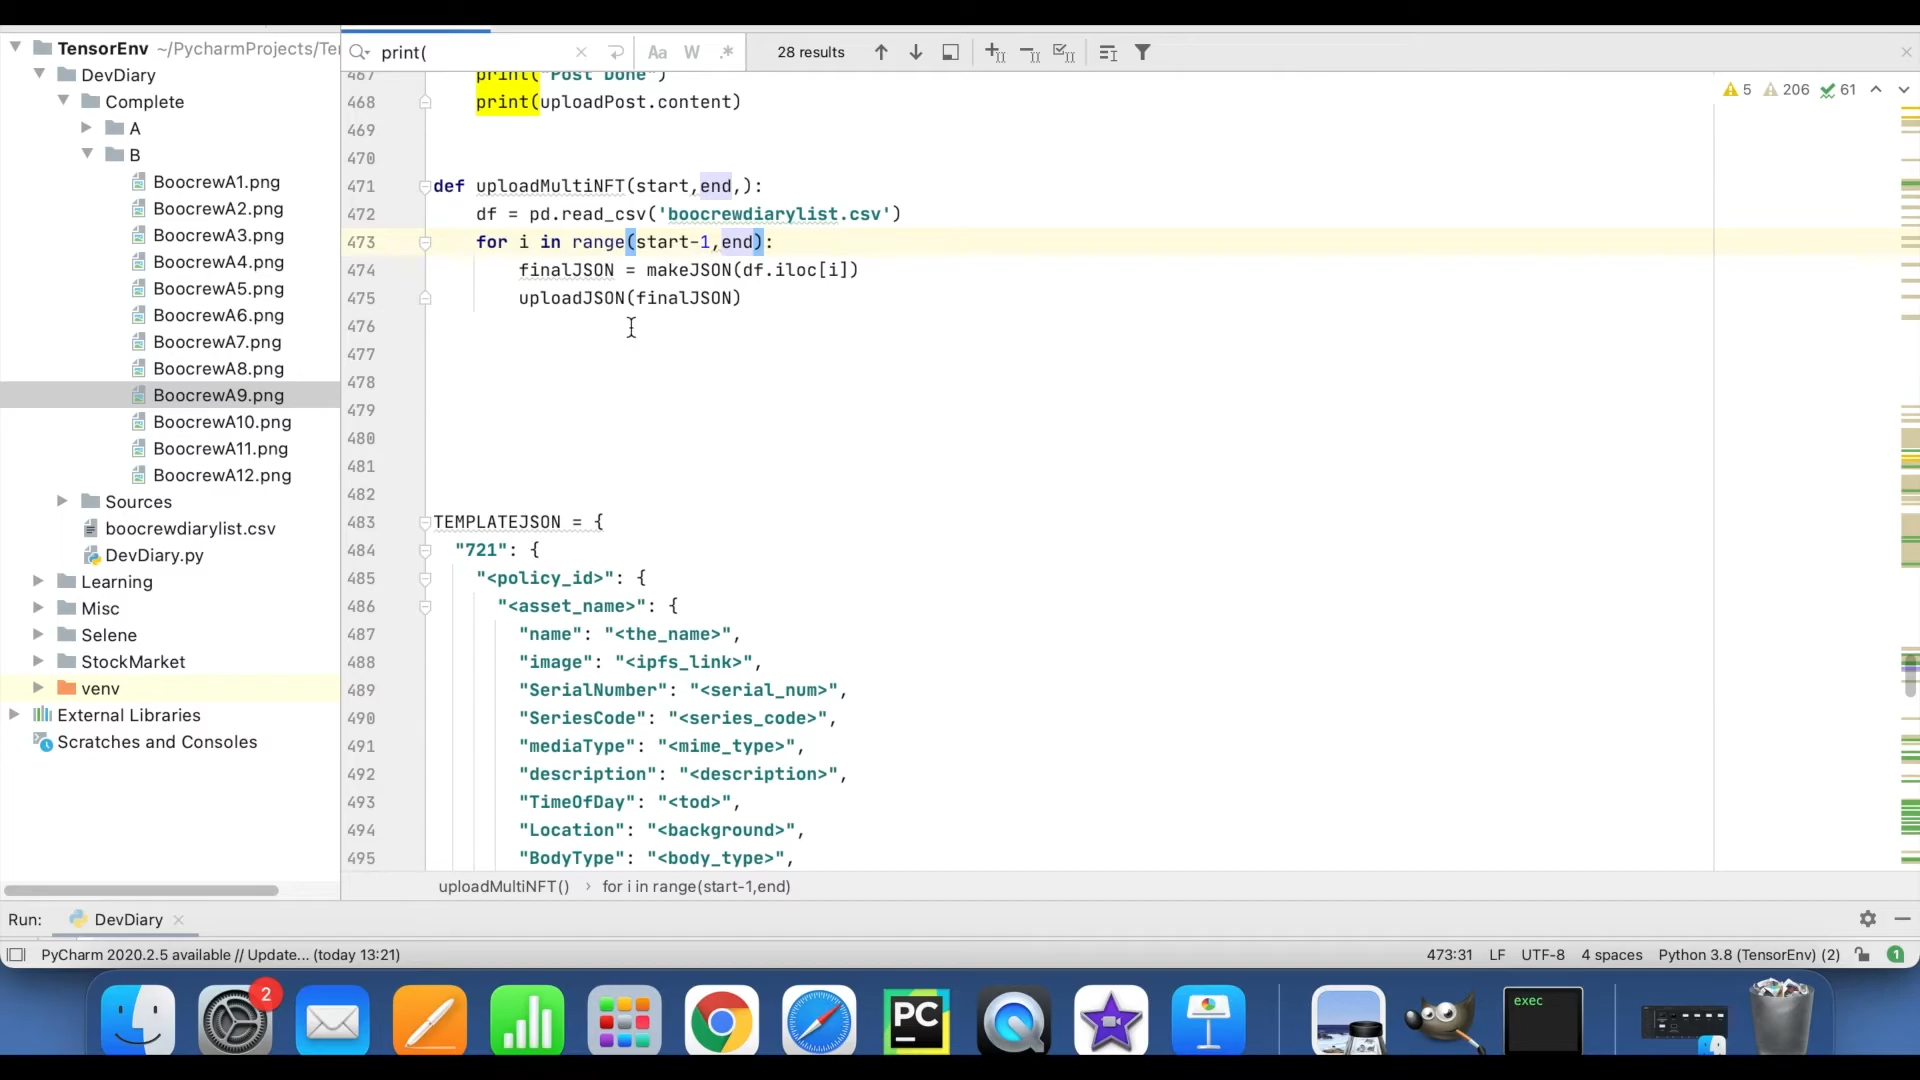 TensorEnv ~/PycharmProjects/Te
DevDiary
Complete
A
B
BoocrewA1.png
BoocrewA2.png
BoocrewA3.png
BoocrewA4.png
BoocrewA5.png
BoocrewA6.png
BoocrewA7.png
BoocrewA8.png
BoocrewA9.png
BoocrewA10.png
BoocrewA11.png
BoocrewA12.png
Sources
boocrewdiarylist.csv
DevDiary.py
Learning
Misc
Selene
StockMarket
venv
External Libraries
Scratches and Consoles
print( Aa W .* 28 results
5 206 61
467 print("Post Done")
468 print(uploadPost.content)
469
470
471 def uploadMultiNFT(start,end,):
472 df = pd.read_csv('boocrewdiarylist.csv')
473 for i in range(start-1,end):
474 finalJSON = makeJSON(df.iloc[i])
475 uploadJSON(finalJSON)
476
477
478
479
480
481
482
483 TEMPLATEJSON = {
484 "721": {
485 "<policy_id>": {
486 "<asset_name>": {
487 "name": "<the_name>",
488 "image": "<ipfs_link>",
489 "SerialNumber": "<serial_num>",
490 "SeriesCode": "<series_code>",
491 "mediaType": "<mime_type>",
492 "description": "<description>",
493 "TimeOfDay": "<tod>",
494 "Location": "<background>",
495 "BodyType": "<body_type>",
uploadMultiNFT() › for i in range(start-1,end)
Run: DevDiary
PyCharm 2020.2.5 available // Update... (today 13:21) 473:31 LF UTF-8 4 spaces Python 3.8 (TensorEnv) (2) 1
2
PC
exec